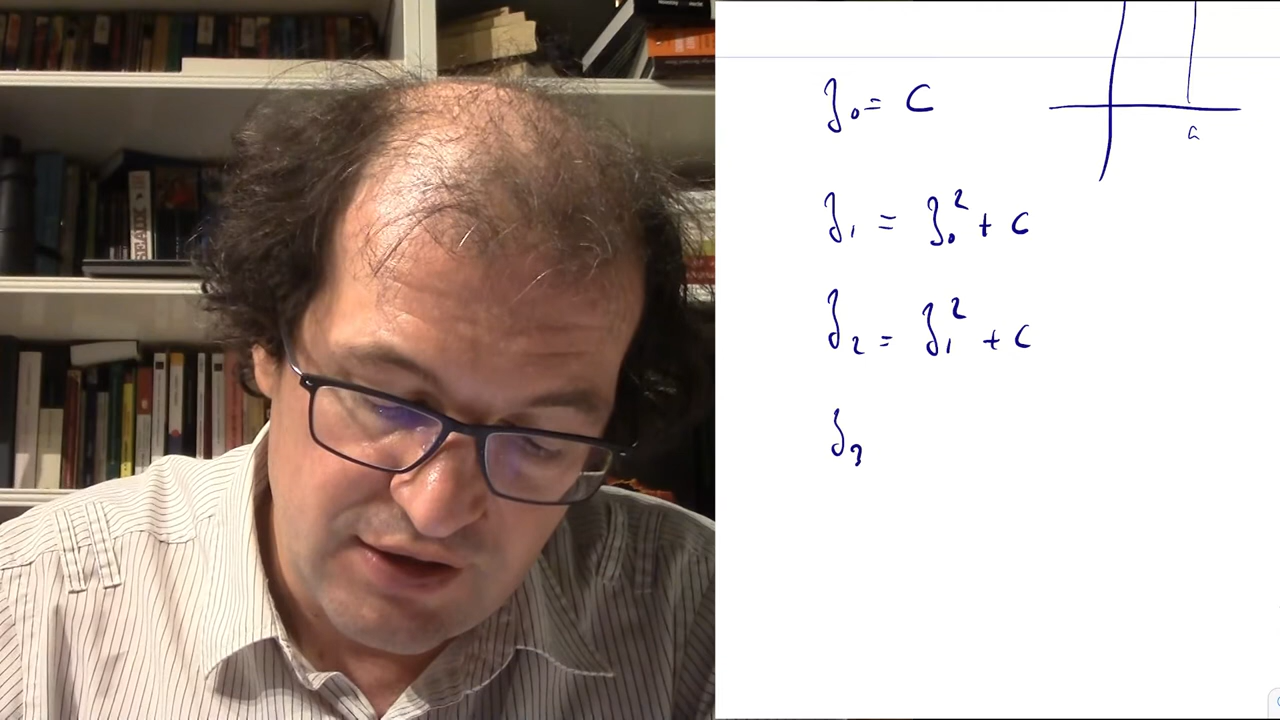 z₀ = c
a
z₁ = z₀² + c
z₂ = z₁² + c
z₃